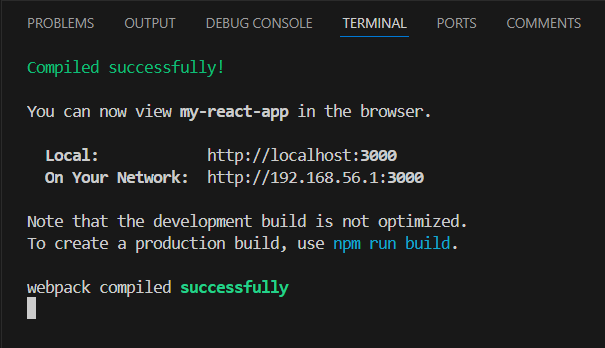 PROBLEMS OUTPUT DEBUG CONSOLE TERMINAL PORTS COMMENTS
Compiled successfully!
You can now view my-react-app in the browser.
Local: http://localhost:3000
On Your Network: http://192.168.56.1:3000
Note that the development build is not optimized.
To create a production build, use npm run build.
webpack compiled successfully